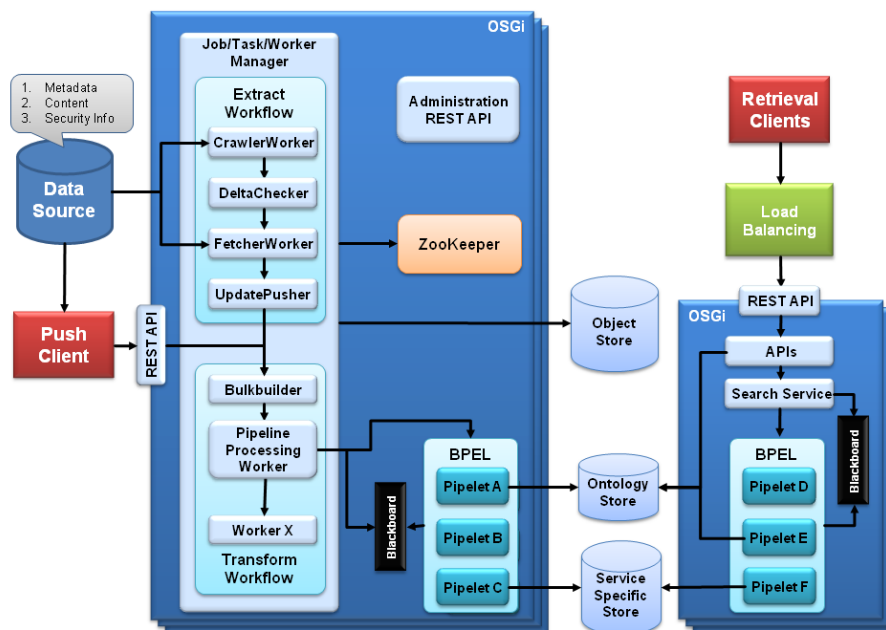 OSGi
Job/Task/Worker
Manager
1. Metadata
2. Content
3. Security Info
Data
Source
Push
Client
REST API
Extract
Workflow
CrawlerWorker
DeltaChecker
FetcherWorker
UpdatePusher
Bulkbuilder
Pipeline
Processing
Worker
Worker X
Transform
Workflow
Administration
REST API
ZooKeeper
Object
Store
Blackboard
BPEL
Pipelet A
Pipelet B
Pipelet C
Ontology
Store
Service
Specific
Store
Retrieval
Clients
Load
Balancing
REST API
OSGi
APIs
Search Service
BPEL
Pipelet D
Pipelet E
Pipelet F
Blackboard